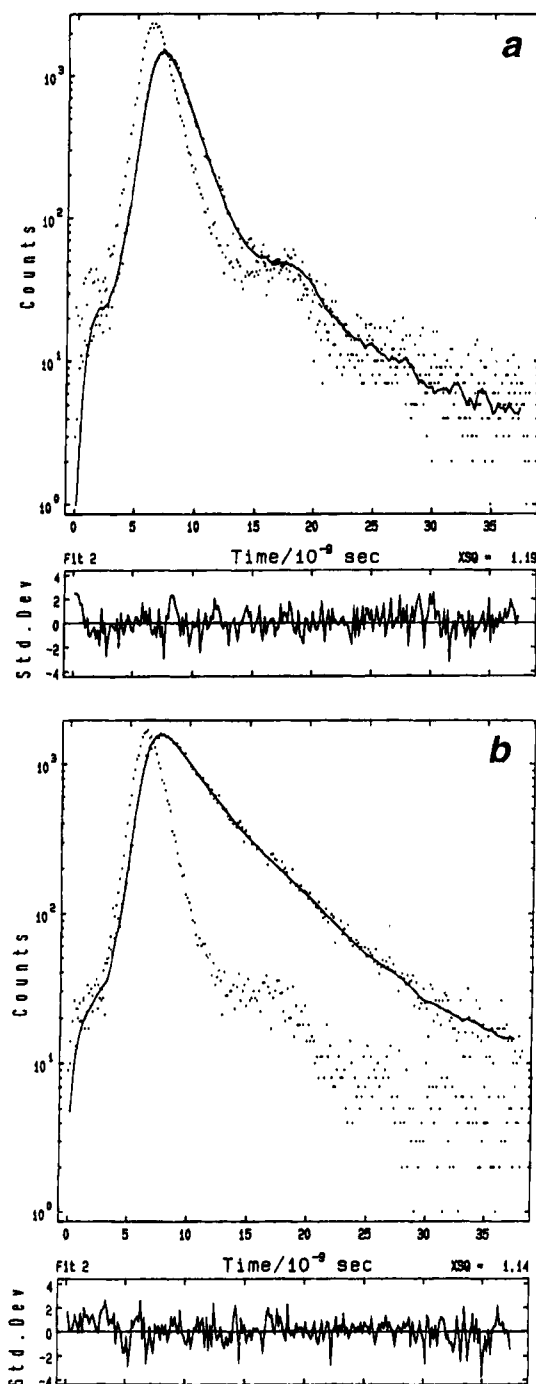 a
10³
10²
10¹
10⁰
Counts
0 5 10 15 20 25 30 35
Fit 2 Time/10⁻⁹ sec XSQ = 1.19
4
2
0
-2
-4
Std.Dev
b
10³
10²
10¹
10⁰
Counts
0 5 10 15 20 25 30 35
Fit 2 Time/10⁻⁹ sec XSQ = 1.14
4
2
0
-2
-4
Std.Dev